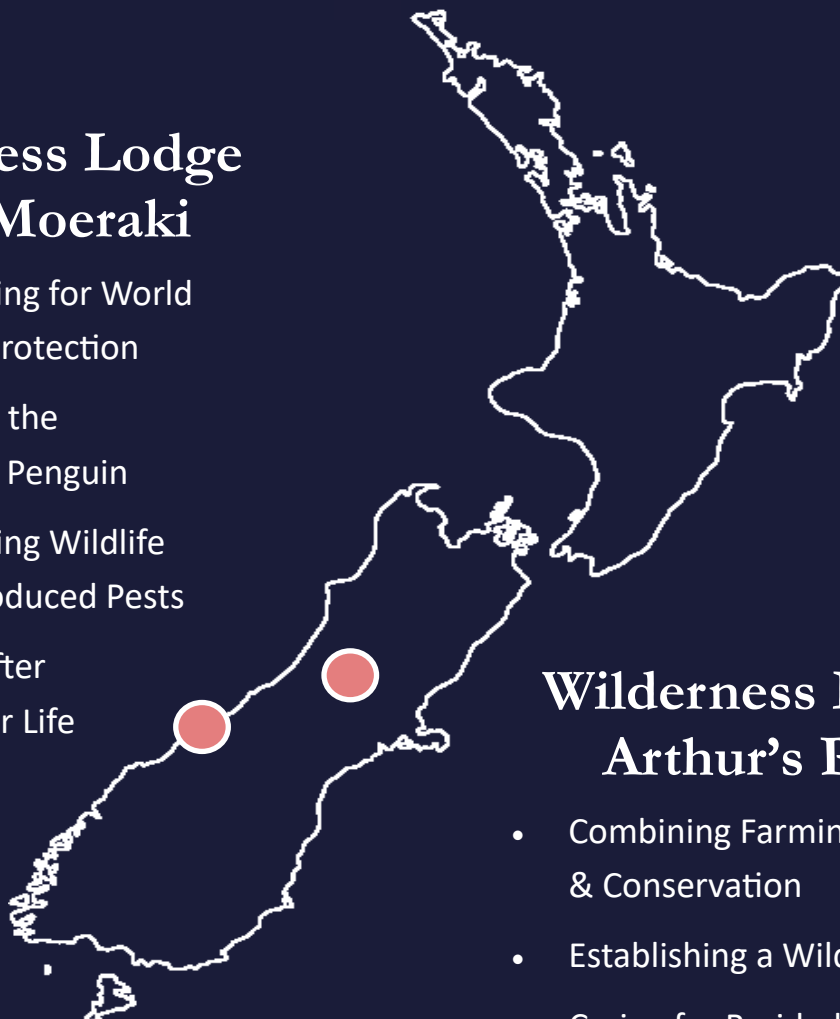 ess Lodge
Moeraki
ing for World
rotection
the
Penguin
ing Wildlife
oduced Pests
fter
r Life
Wilderness
Arthur's
• Combining Farmin
& Conservation
• Establishing a Wild